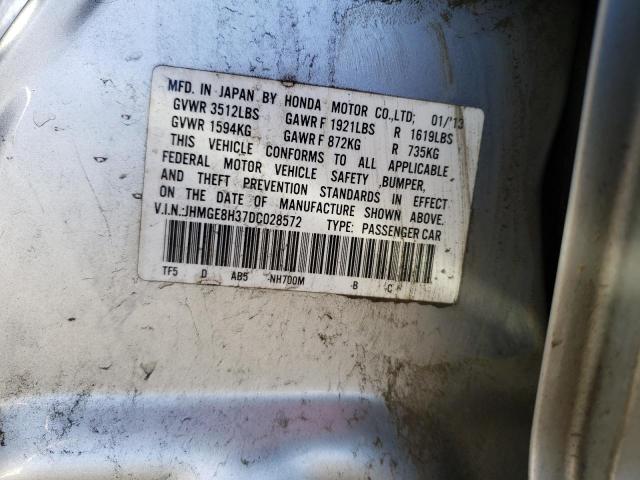 MFD. IN JAPAN BY HONDA MOTOR CO.,LTD; 01/'13
GVWR 3512LBS GAWR F 1921LBS R 1619LBS
GVWR 1594KG GAWR F 872KG R 735KG
THIS VEHICLE CONFORMS TO ALL APPLICABLE
FEDERAL MOTOR VEHICLE SAFETY ,BUMPER,
AND THEFT PREVENTION STANDARDS IN EFFECT
ON THE DATE OF MANUFACTURE SHOWN ABOVE.
V.I.N.:JHMGE8H37DC028572 TYPE: PASSENGER CAR
TF5 D AB5 -NH700M -B -C